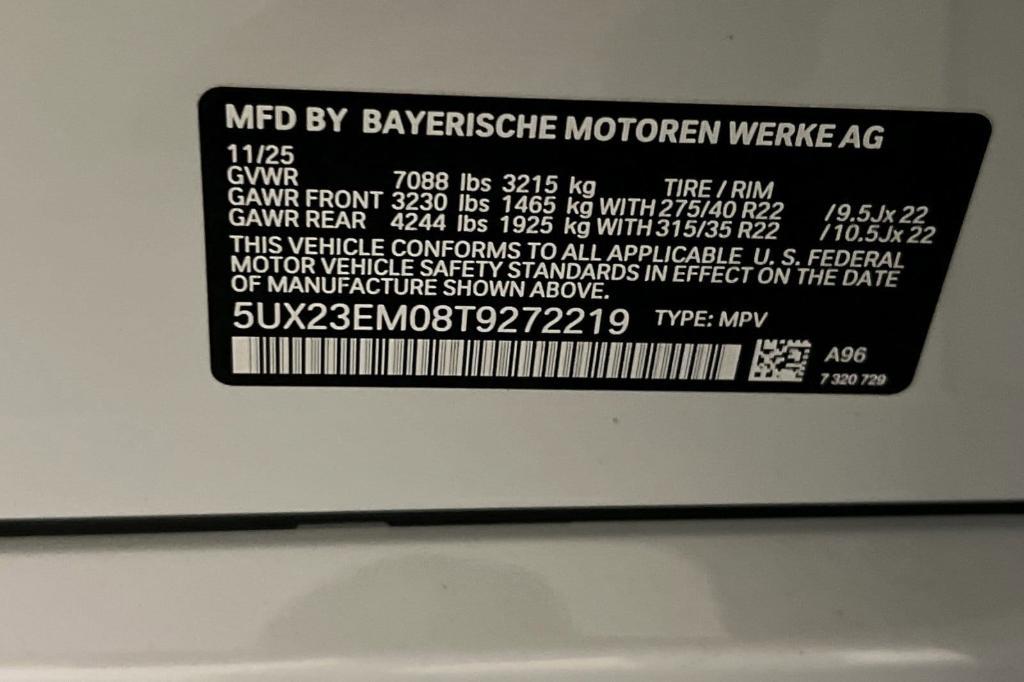 MFD BY BAYERISCHE MOTOREN WERKE AG
11/25
GVWR 7088 lbs 3215 kg TIRE / RIM
GAWR FRONT 3230 lbs 1465 kg WITH 275/40 R22 /9.5Jx 22
GAWR REAR 4244 lbs 1925 kg WITH 315/35 R22 /10.5Jx 22
THIS VEHICLE CONFORMS TO ALL APPLICABLE U. S. FEDERAL
MOTOR VEHICLE SAFETY STANDARDS IN EFFECT ON THE DATE
OF MANUFACTURE SHOWN ABOVE.
5UX23EM08T9272219 TYPE: MPV
A96
7 320 729